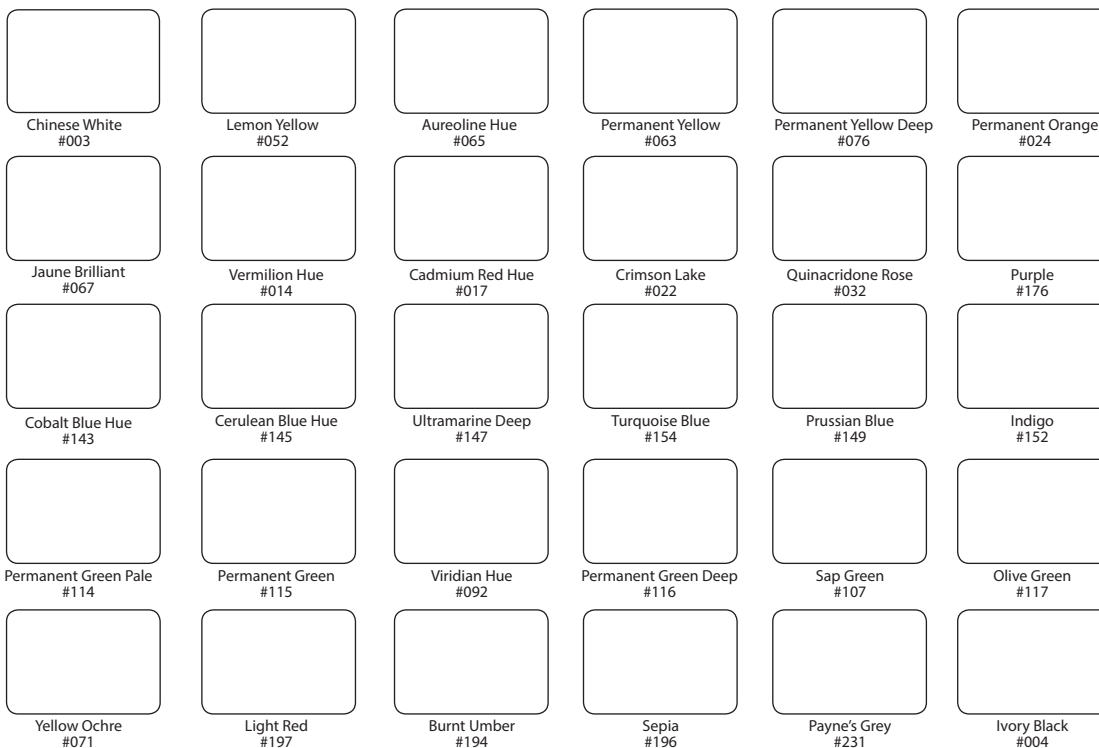 Chinese White
#003
Lemon Yellow
#052
Aureoline Hue
#065
Permanent Yellow
#063
Permanent Yellow Deep
#076
Permanent Orange
#024
Jaune Brilliant
#067
Vermilion Hue
#014
Cadmium Red Hue
#017
Crimson Lake
#022
Quinacridone Rose
#032
Purple
#176
Cobalt Blue Hue
#143
Cerulean Blue Hue
#145
Ultramarine Deep
#147
Turquoise Blue
#154
Prussian Blue
#149
Indigo
#152
Permanent Green Pale
#114
Permanent Green
#115
Viridian Hue
#092
Permanent Green Deep
#116
Sap Green
#107
Olive Green
#117
Yellow Ochre
#071
Light Red
#197
Burnt Umber
#194
Sepia
#196
Payne’s Grey
#231
Ivory Black
#004